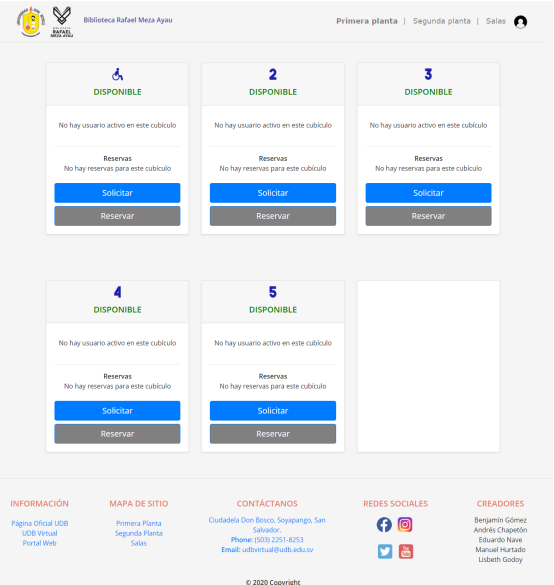 BIBLIOTECA
RAFAEL
MEZA AYAU
Biblioteca Rafael Meza Ayau
Primera planta | Segunda planta | Salas
DISPONIBLE
No hay usuario activo en este cubículo
Reservas
No hay reservas para este cubículo
Solicitar
Reservar
2
DISPONIBLE
No hay usuario activo en este cubículo
Reservas
No hay reservas para este cubículo
Solicitar
Reservar
3
DISPONIBLE
No hay usuario activo en este cubículo
Reservas
No hay reservas para este cubículo
Solicitar
Reservar
4
DISPONIBLE
No hay usuario activo en este cubículo
Reservas
No hay reservas para este cubículo
Solicitar
Reservar
5
DISPONIBLE
No hay usuario activo en este cubículo
Reservas
No hay reservas para este cubículo
Solicitar
Reservar
INFORMACIÓN
Página Oficial UDB
UDB Virtual
Portal Web
MAPA DE SITIO
Primera Planta
Segunda Planta
Salas
CONTÁCTANOS
Ciudadela Don Bosco, Soyapango, San
Salvador.
Phone: (503) 2251-8253
Email: udbvirtual@udb.edu.sv
REDES SOCIALES
CREADORES
Benjamín Gómez
Andrés Chapetón
Eduardo Nave
Manuel Hurtado
Lisbeth Godoy
© 2020 Copyright